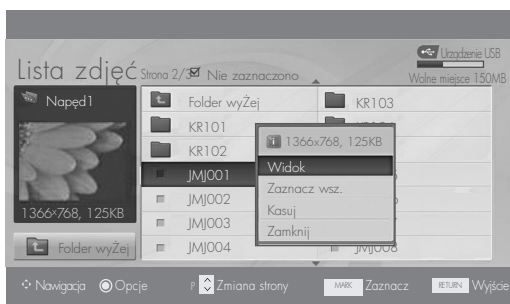 Lista zdjęć Strona 2/3 Nie zaznaczono
Urządzenie USB
Wolne miejsce 150MB
Napęd1
1366x768, 125KB
Folder wyŻej
Folder wyŻej
KR101
KR102
JMJ001
JMJ002
JMJ003
JMJ004
KR103
JMJ008
1366x768, 125KB
Widok
Zaznacz wsz.
Kasuj
Zamknij
Nawigacja Opcje P Zmiana strony MARK Zaznacz RETURN Wyjście